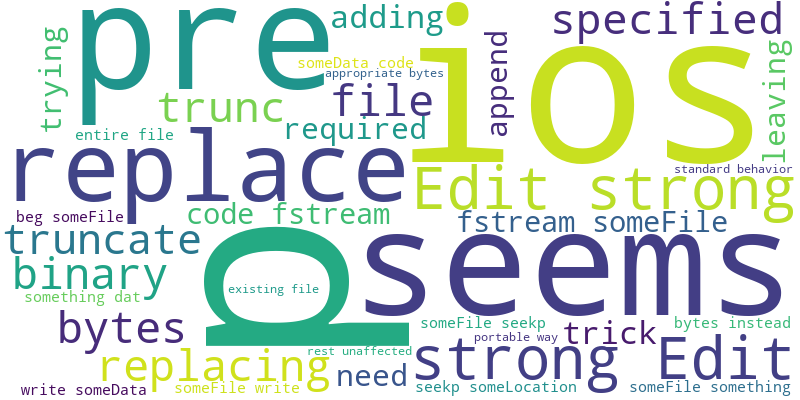 pre
ios
specified
adding
trying
someData code
appropriate bytes
append
leaving
trunc
file
entire file
required
replace
standard behavior
Edit strong
beg someFile
code fstream
fstream someFile
truncate
p
seems
binary
existing file
something dat
bytes
someFile seekp
bytes instead
trick
portable way
rest unaffected
replacing
strong
Edit
need
write someData
someFile write
seekp someLocation
someFile something